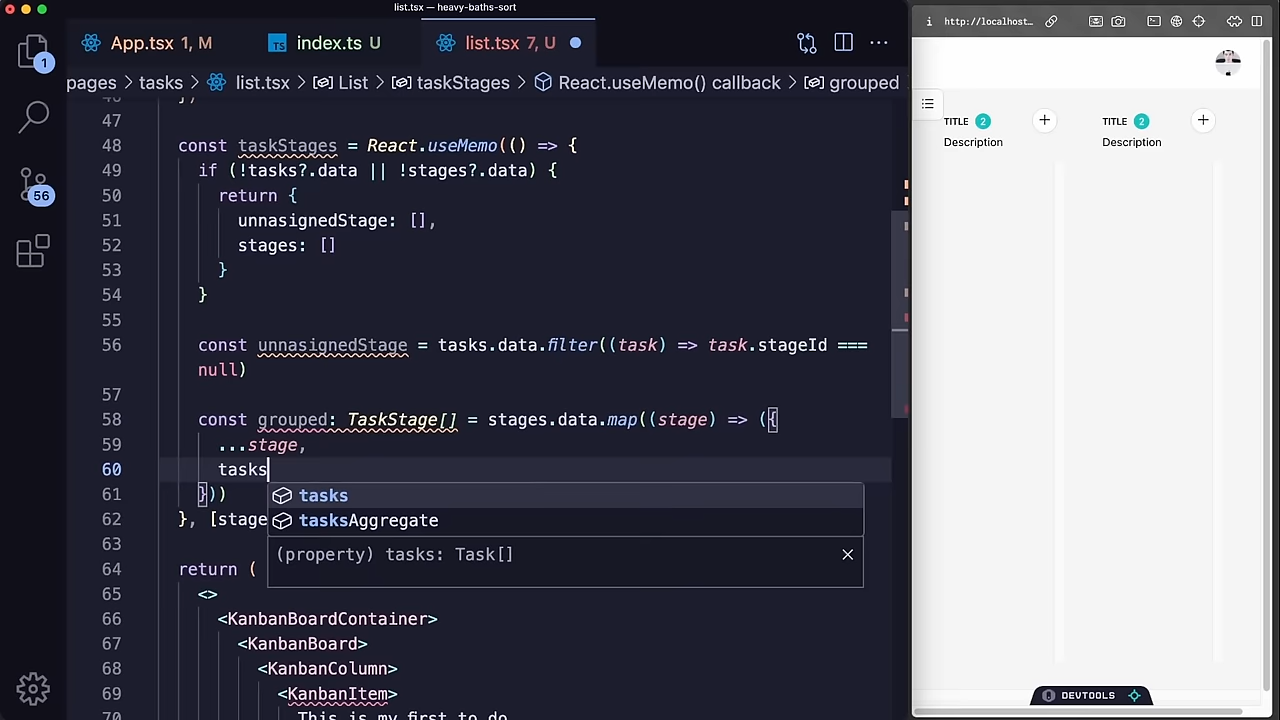 list.tsx — heavy-baths-sort
http://localhost...
App.tsx 1, M
index.ts U
list.tsx 7, U
pages > tasks > list.tsx > List > taskStages > React.useMemo() callback > grouped
47
48 const taskStages = React.useMemo(() => {
49 if (!tasks?.data || !stages?.data) {
50 return {
51 unnasignedStage: [],
52 stages: []
53 }
54 }
55
56 const unnasignedStage = tasks.data.filter((task) => task.stageId ===
null)
57
58 const grouped: TaskStage[] = stages.data.map((stage) => ({
59 ...stage,
60 tasks
61 }))
62 }, [stage
63
64 return (
65 <>
66 <KanbanBoardContainer>
67 <KanbanBoard>
68 <KanbanColumn>
69 <KanbanItem>
70 This is my first to do
tasks
tasksAggregate
(property) tasks: Task[]
1
56
TITLE 2
Description
TITLE 2
Description
DEVTOOLS